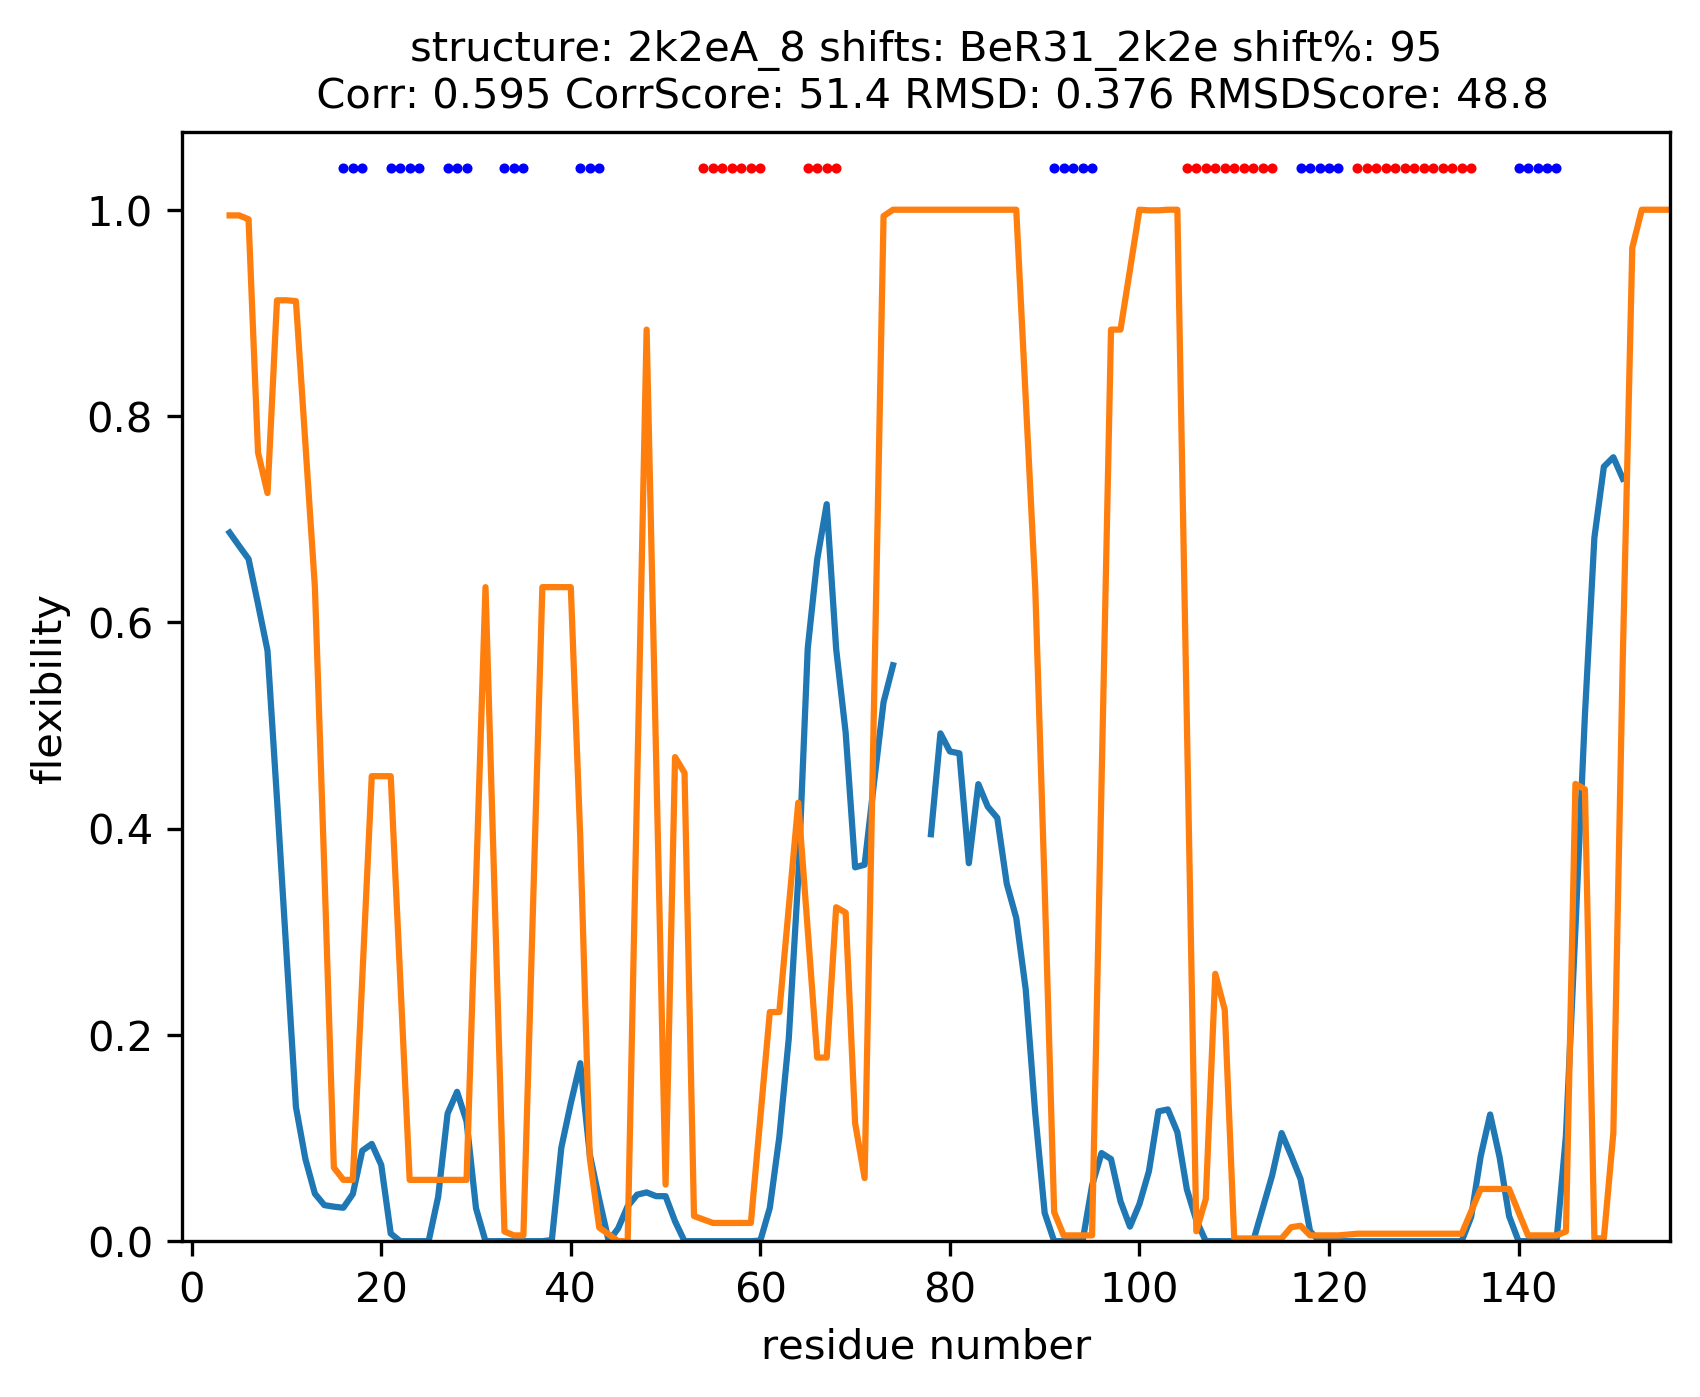 structure: 2k2eA_8 shifts: BeR31_2k2e shift%: 95
Corr: 0.595 CorrScore: 51.4 RMSD: 0.376 RMSDScore: 48.8
1.0
0.8
0.6
0.4
0.2
0.0
flexibility
0 20 40 60 80 100 120 140
residue number